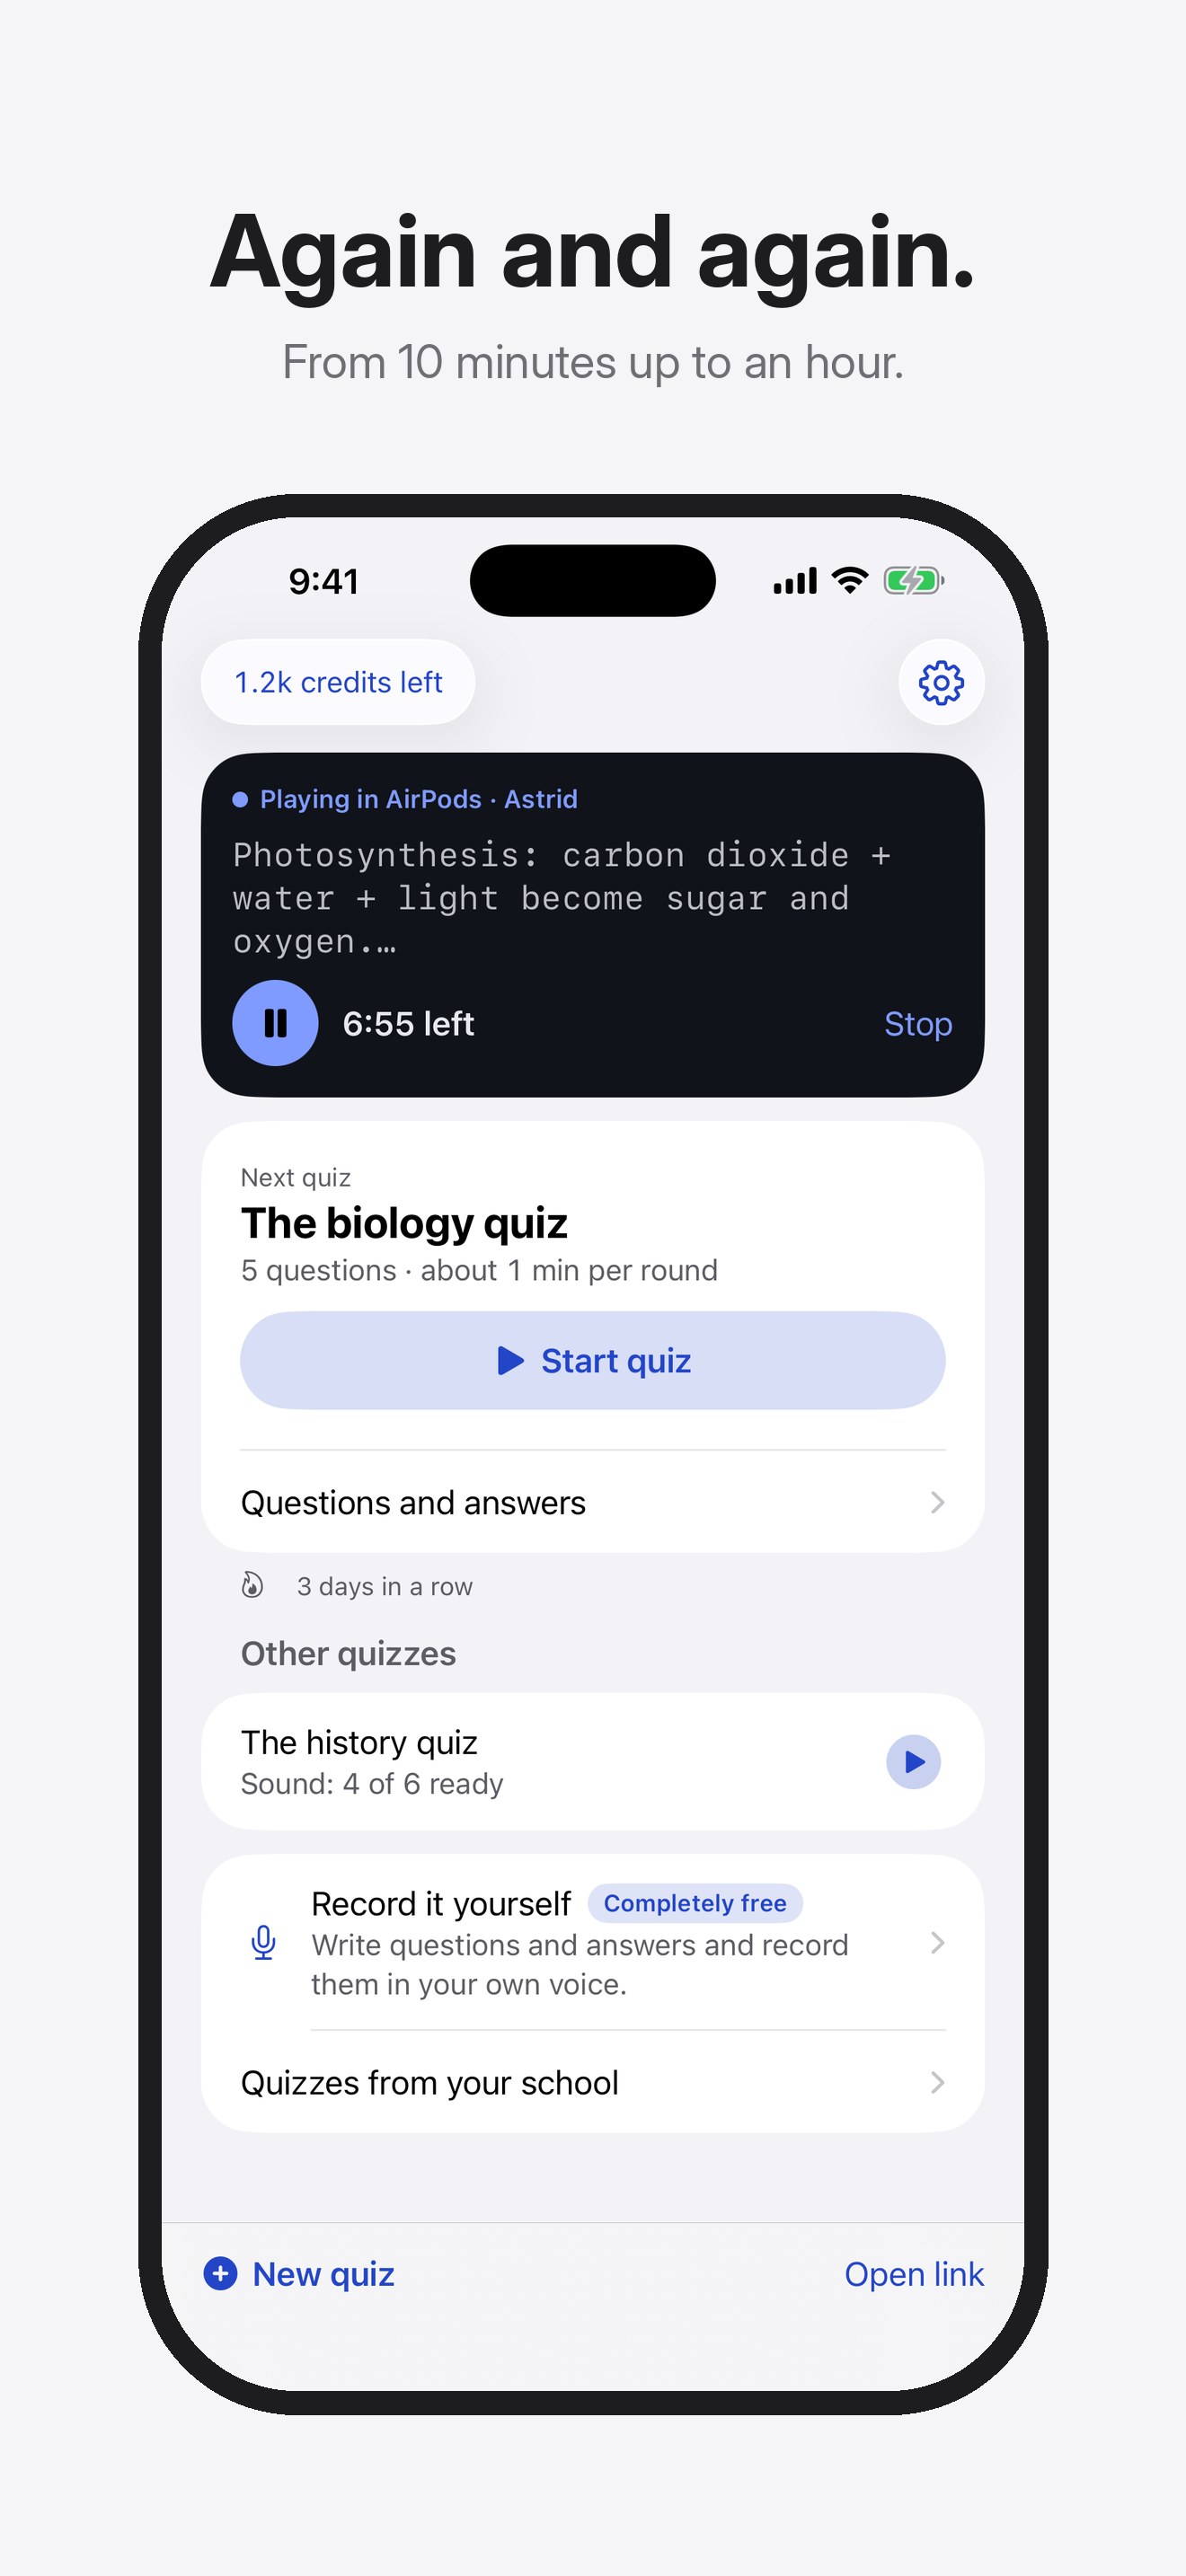 Again and again.
From 10 minutes up to an hour.
9:41
1.2k credits left
Playing in AirPods · Astrid
Photosynthesis: carbon dioxide +
water + light become sugar and
oxygen.…
6:55 left
Stop
Next quiz
The biology quiz
5 questions · about 1 min per round
Start quiz
Questions and answers
3 days in a row
Other quizzes
The history quiz
Sound: 4 of 6 ready
Record it yourself
Completely free
Write questions and answers and record
them in your own voice.
Quizzes from your school
New quiz
Open link